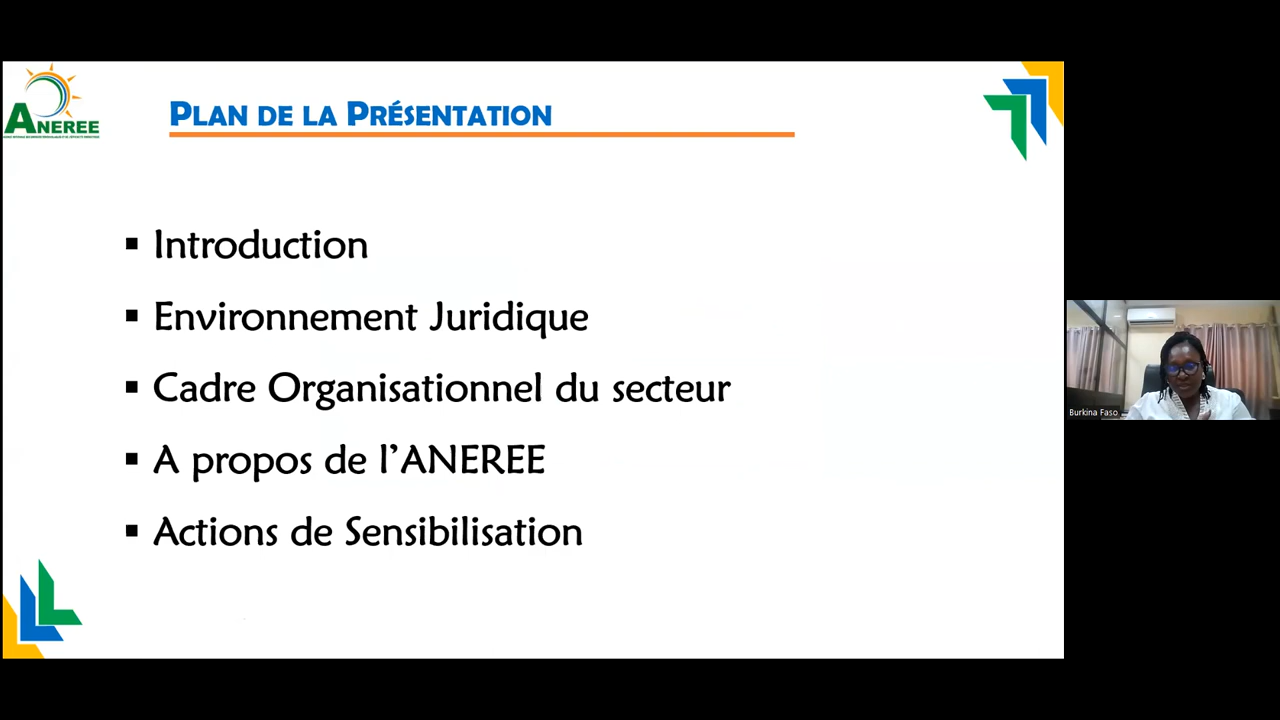 ANEREE
PLAN DE LA PRÉSENTATION
▪ Introduction
▪ Environnement Juridique
▪ Cadre Organisationnel du secteur
▪ A propos de l’ANEREE
▪ Actions de Sensibilisation
Burkina Faso